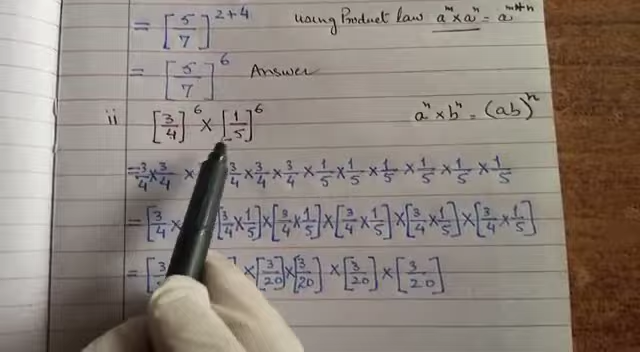 = [5/7]^2+4 using Product law a^m × a^n = a^m+n
= [5/7]^6 Answer
ii [3/4]^6 × [1/5]^6 a^n × b^n = (ab)^n
= 3/4 × 3/4 × 3/4 × 3/4 × 3/4 × 1/5 × 1/5 × 1/5 × 1/5 × 1/5 × 1/5
= [3/4 × 3/4 × 1/5] × [3/4 × 1/5] × [3/4 × 1/5] × [3/4 × 1/5] × [3/4 × 1/5]
= [3 ] × [3/20] × [3/20] × [3/20] × [3/20]